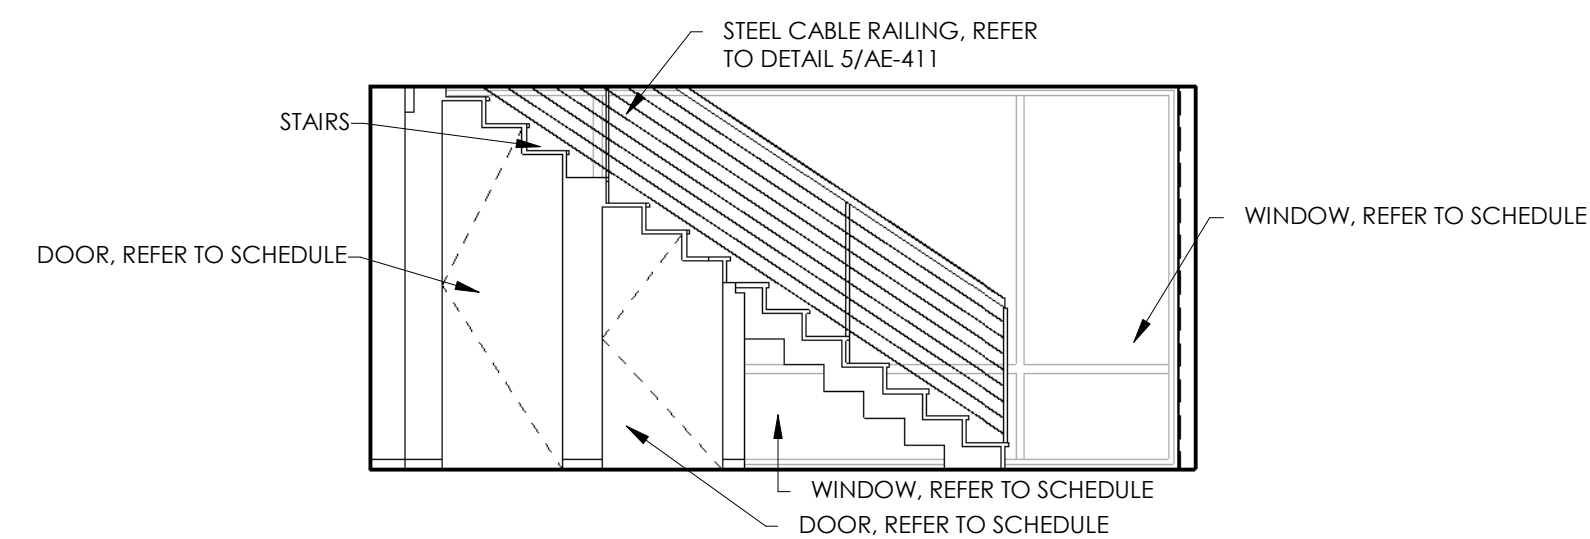 STEEL CABLE RAILING, REFER
TO DETAIL 5/AE-411
STAIRS
WINDOW, REFER TO SCHEDULE
DOOR, REFER TO SCHEDULE
WINDOW, REFER TO SCHEDULE
DOOR, REFER TO SCHEDULE